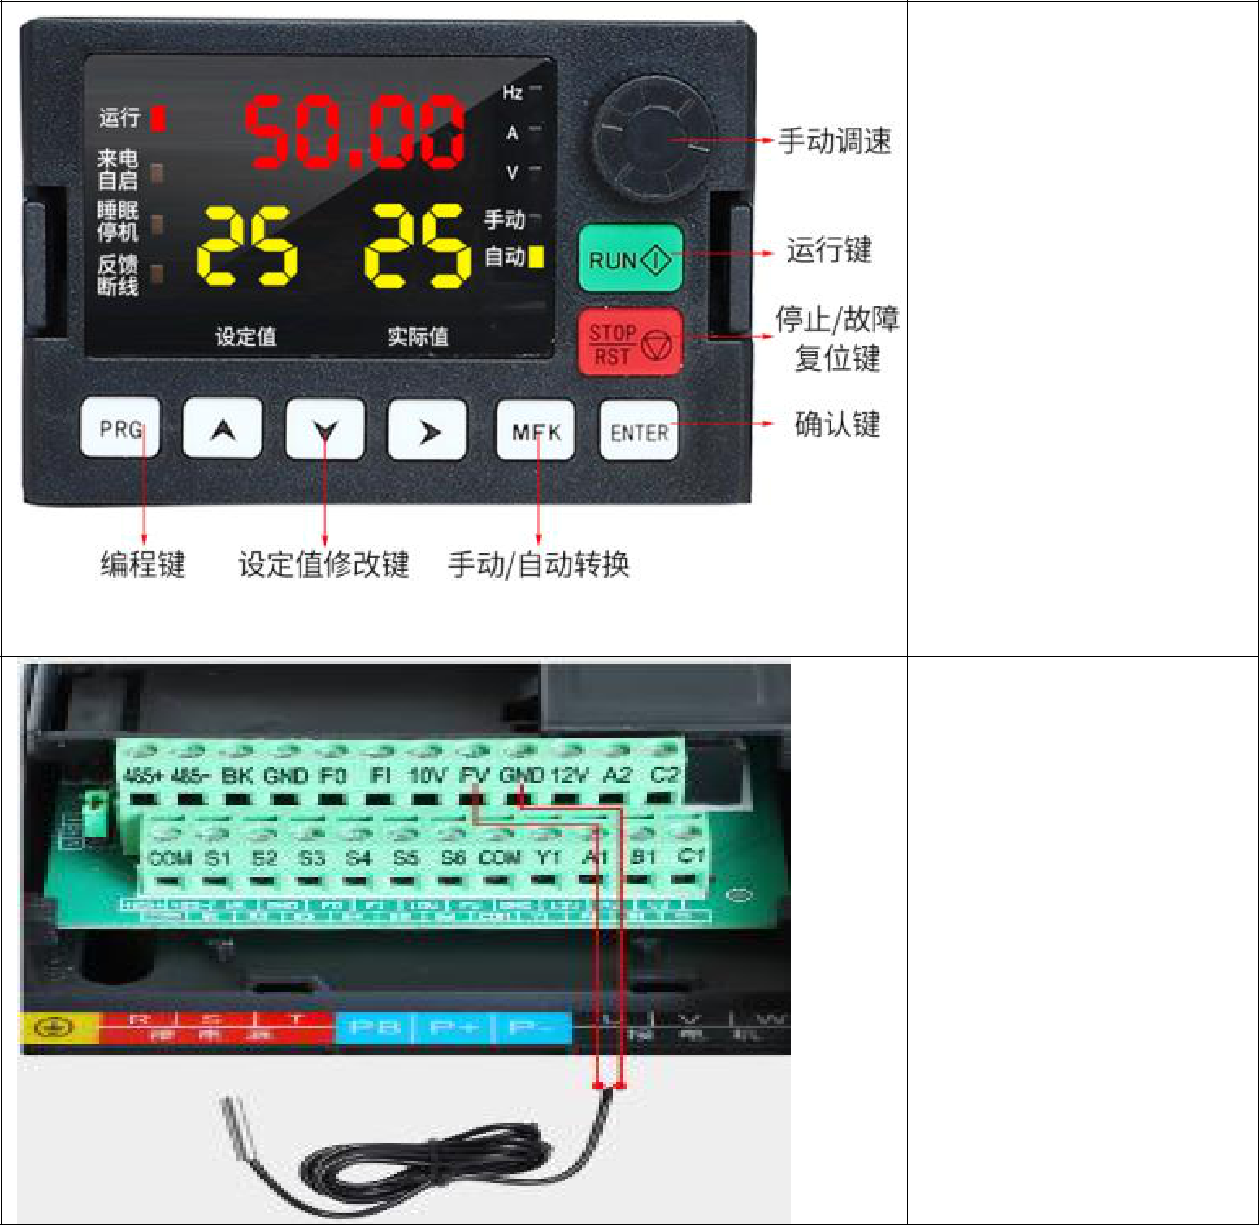 运行
50.00
Hz
A
V
来电
自启
睡眠
停机
反馈
断线
25
25
手动
自动
设定值
实际值
手动调速
RUN
运行键
STOP
RST
停止/故障
复位键
PRG
MFK
ENTER
确认键
编程键
设定值修改键
手动/自动转换
485+ 485- BK GND F0 FI 10V FV GND 12V A2 C2
COM S1 S2 S3 S4 S5 S6 COM Y1 A1 B1 C1
R S T
PB P+ P-
U V W